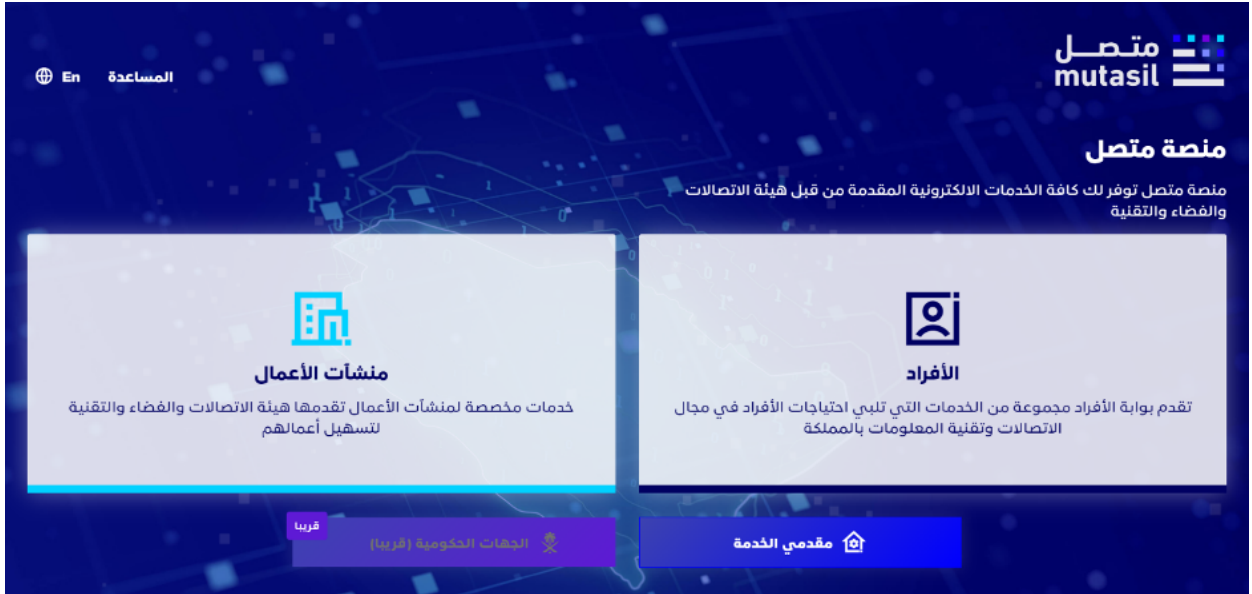 متصل
mutasil
المساعدة
En
منصة متصل
منصة متصل توفر لك كافة الخدمات الالكترونية المقدمة من قبل هيئة الاتصالات
والفضاء والتقنية
الأفراد
تقدم بوابة الأفراد مجموعة من الخدمات التي تلبي احتياجات الأفراد في مجال
الاتصالات وتقنية المعلومات بالمملكة
منشآت الأعمال
خدمات مخصصة لمنشآت الأعمال تقدمها هيئة الاتصالات والفضاء والتقنية
لتسهيل أعمالهم
مقدمي الخدمة
قريبا
الجهات الحكومية (قريبا)